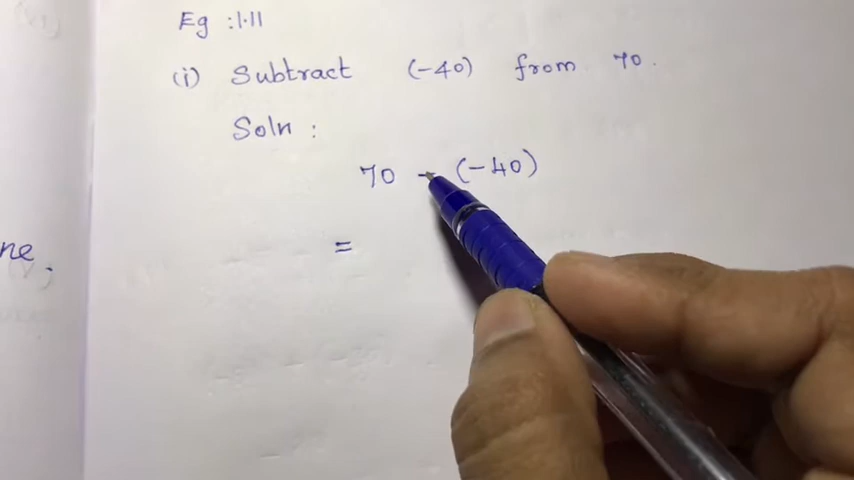 Eg : 1.11
(i) Subtract (-40) from 70.
Soln :
70 - (-40)
ne.
=